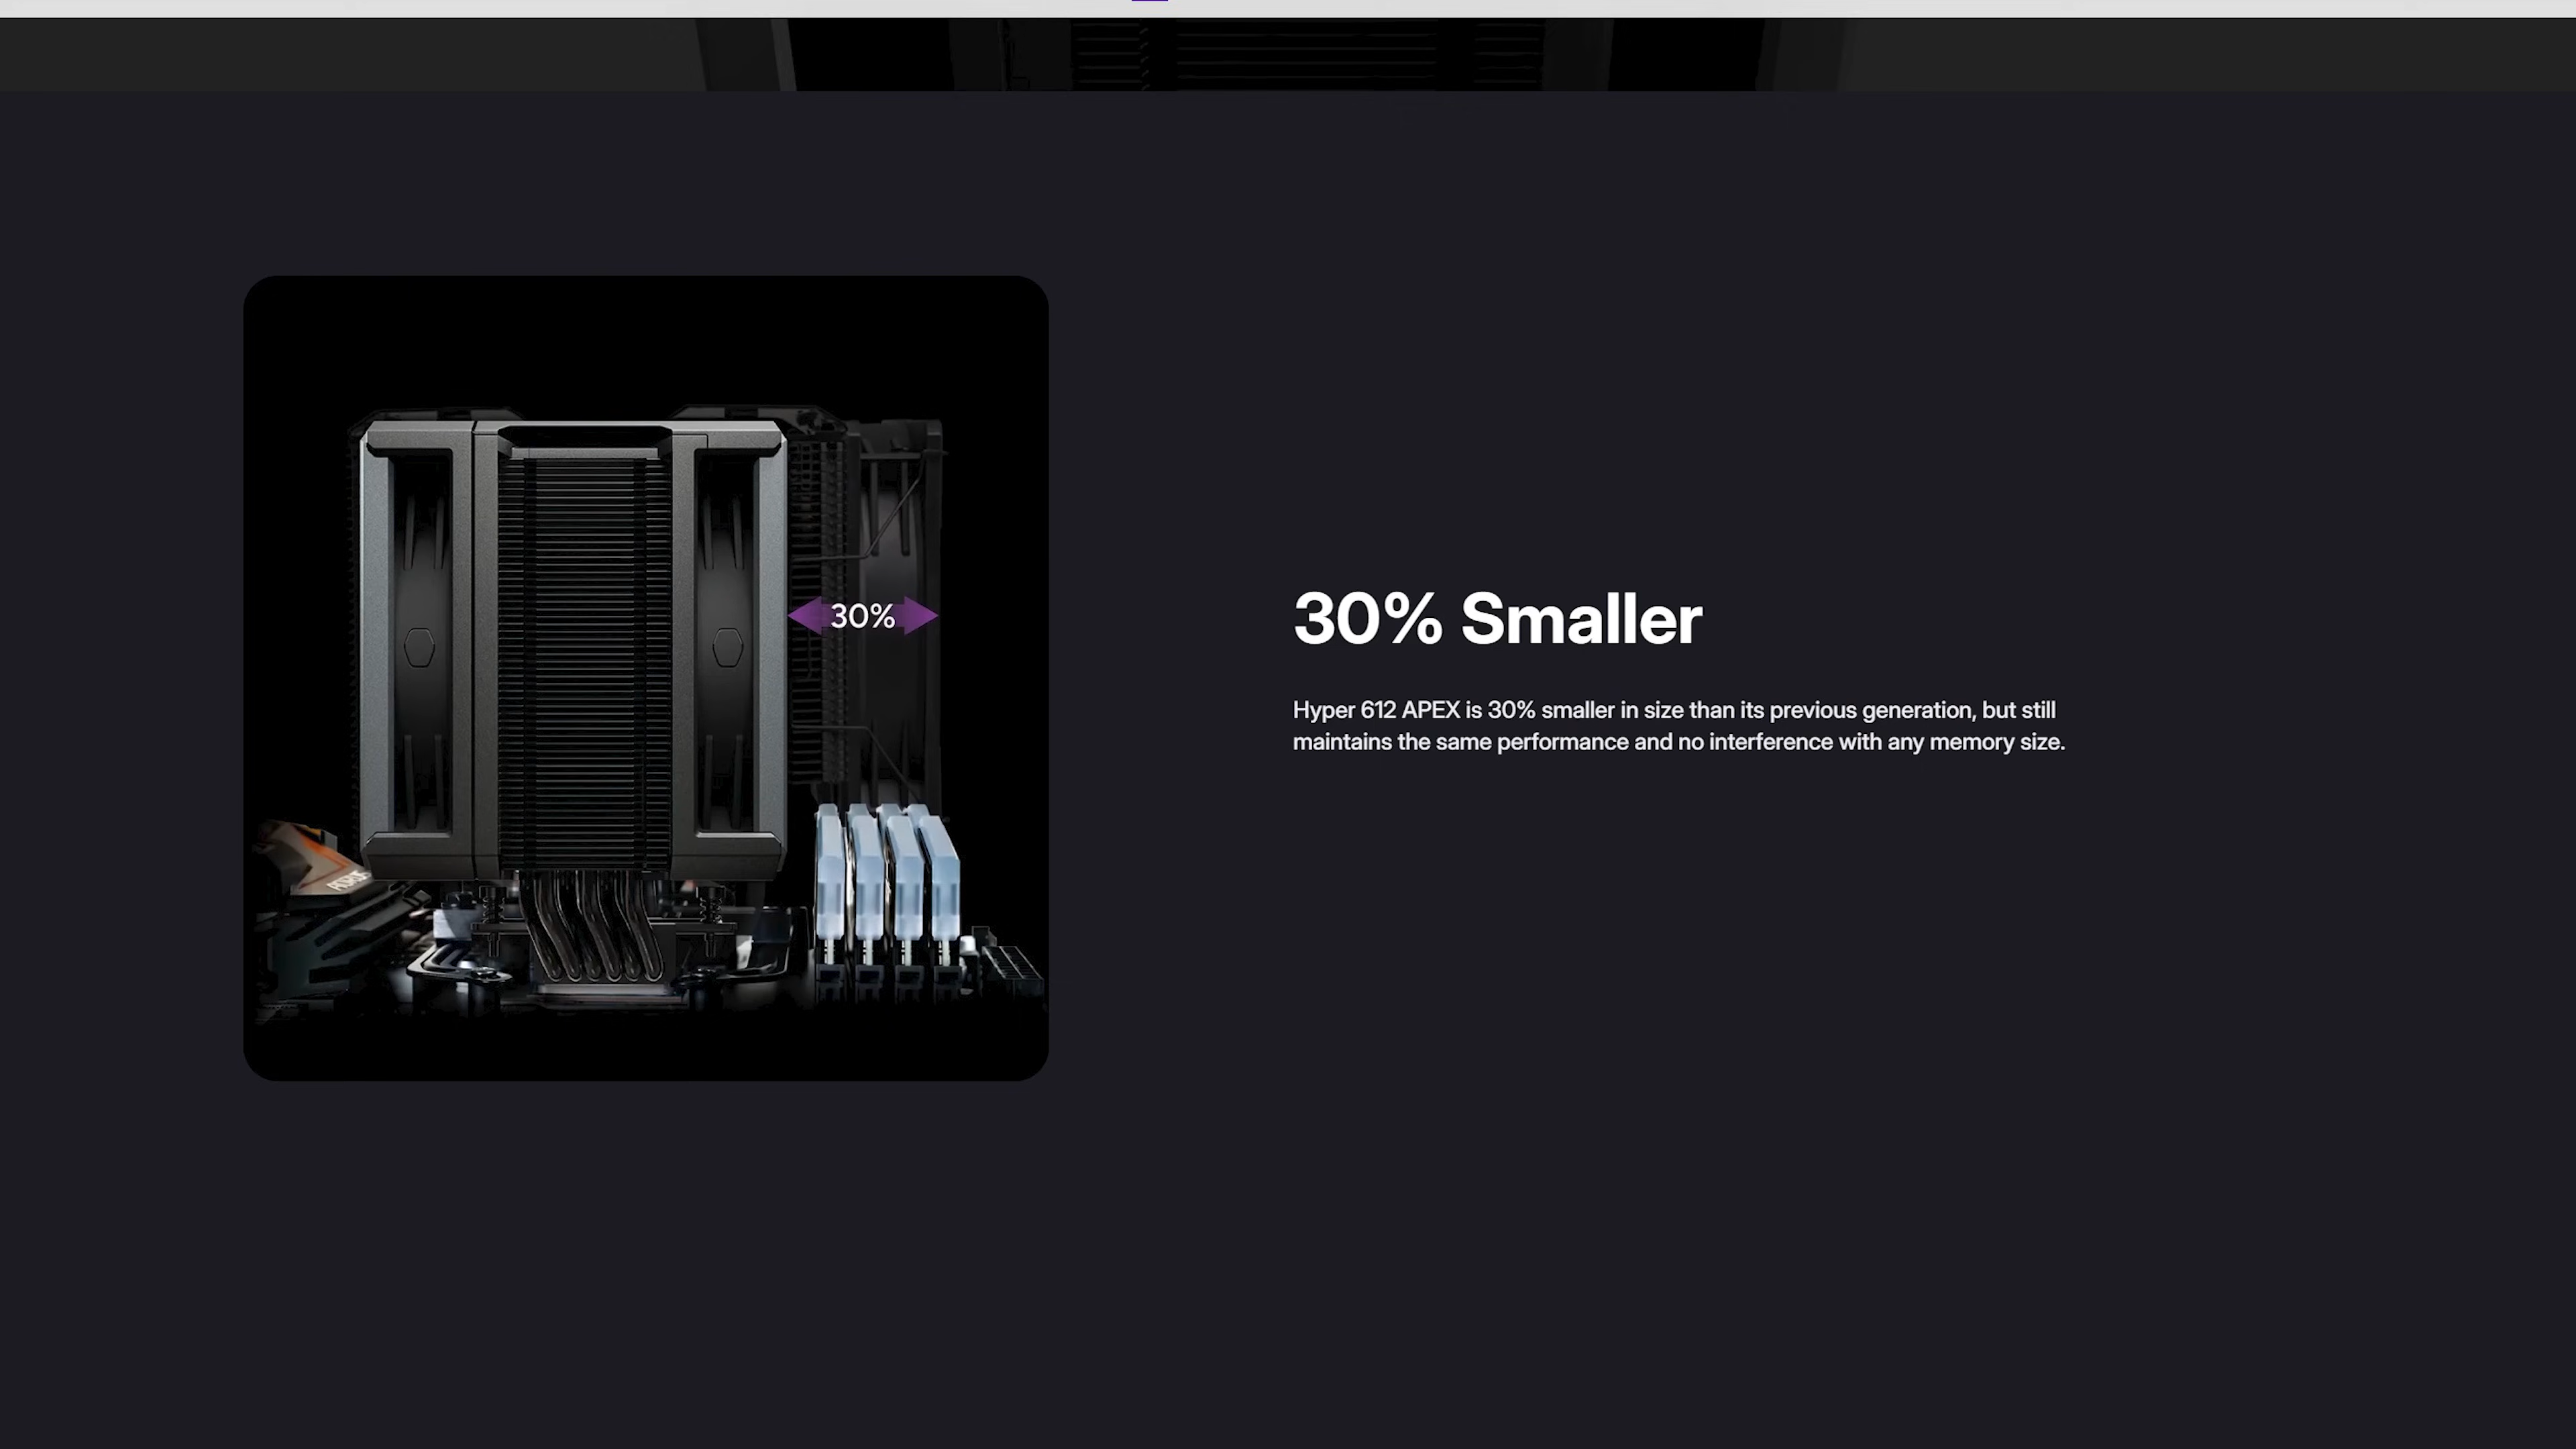 30%
30% Smaller
Hyper 612 APEX is 30% smaller in size than its previous generation, but still
maintains the same performance and no interference with any memory size.